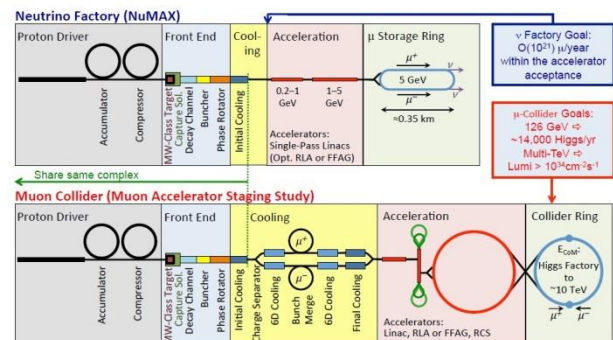 Neutrino Factory (NuMAX)
Proton Driver
Front End
Cool-
ing
Acceleration
μ Storage Ring
Accumulator
Compressor
MW-Class Target
Capture Sol.
Decay Channel
Buncher
Phase Rotator
Initial Cooling
0.2–1
GeV
1–5
GeV
Accelerators:
Single-Pass Linacs
(Opt. RLA or FFAG)
μ+
ν
5 GeV
μ−
ν
≈0.35 km
ν Factory Goal:
O(10²¹) μ/year
within the accelerator
acceptance
μ-Collider Goals:
126 GeV ⇨
~14,000 Higgs/yr
Multi-TeV ⇨
Lumi > 10³⁴cm⁻²s⁻¹
Share same complex
Muon Collider (Muon Accelerator Staging Study)
Proton Driver
Front End
Cooling
Acceleration
Collider Ring
Accumulator
Compressor
MW-Class Target
Capture Sol.
Decay Channel
Buncher
Phase Rotator
Initial Cooling
Charge Separator
μ+
μ−
6D Cooling
Bunch
Merge
6D Cooling
Final Cooling
Accelerators:
Linac, RLA or FFAG, RCS
ECoM:
Higgs Factory
to
~10 TeV
μ+
μ−